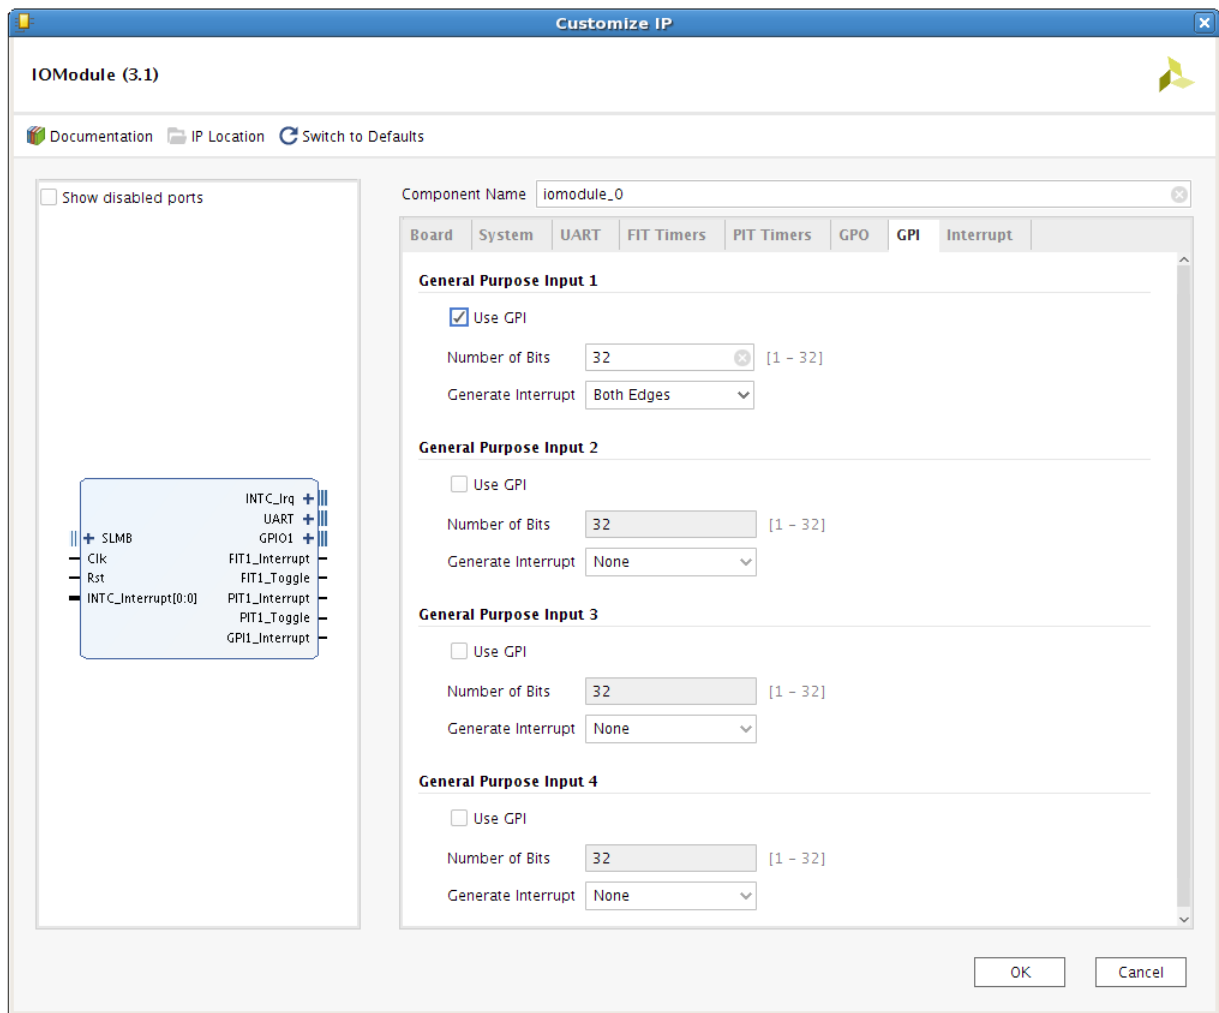 Customize IP
IOModule (3.1)
Documentation IP Location Switch to Defaults
Show disabled ports
INTC_Irq
UART
SLMB GPIO1
Clk FIT1_Interrupt
Rst FIT1_Toggle
INTC_Interrupt[0:0] PIT1_Interrupt
PIT1_Toggle
GPI1_Interrupt
Component Name iomodule_0
Board System UART FIT Timers PIT Timers GPO GPI Interrupt
General Purpose Input 1
Use GPI
Number of Bits 32 [1 - 32]
Generate Interrupt Both Edges
General Purpose Input 2
Use GPI
Number of Bits 32 [1 - 32]
Generate Interrupt None
General Purpose Input 3
Use GPI
Number of Bits 32 [1 - 32]
Generate Interrupt None
General Purpose Input 4
Use GPI
Number of Bits 32 [1 - 32]
Generate Interrupt None
OK Cancel